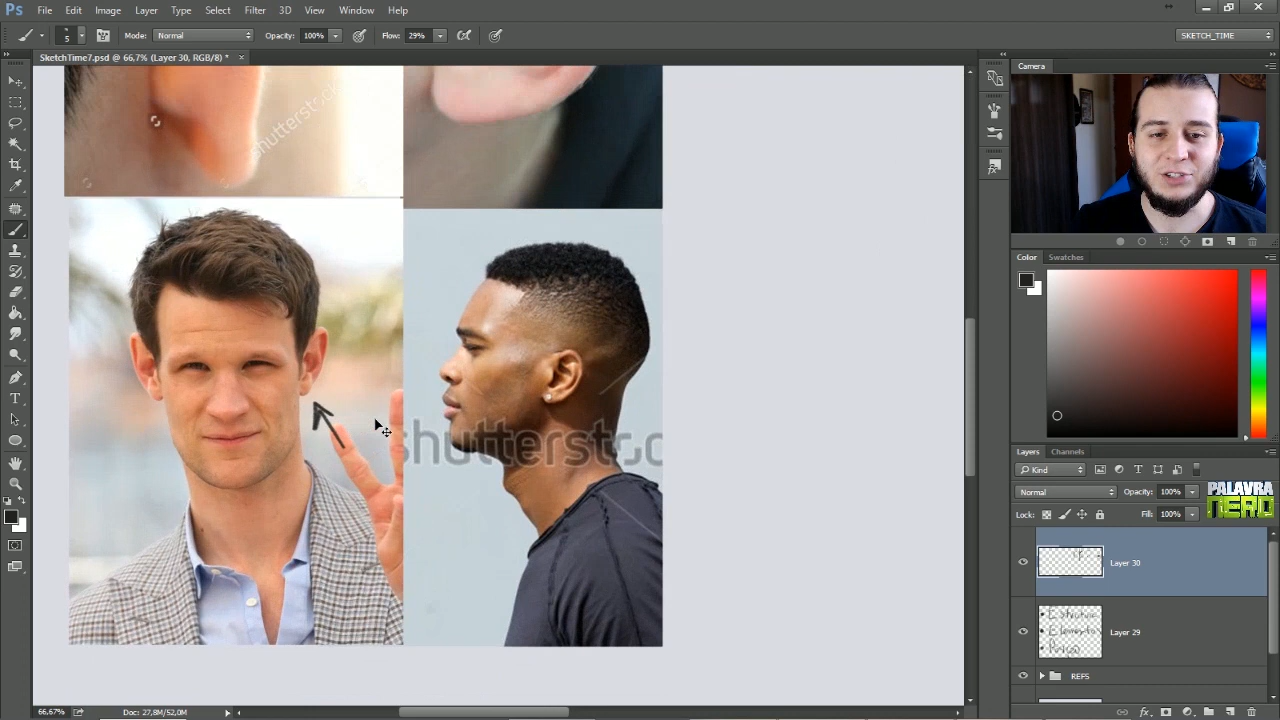 Ps File Edit Image Layer Type Select Filter 3D View Window Help
5 Mode: Normal Opacity: 100% Flow: 29% SKETCH_TIME
SketchTime7.psd @ 66,7% (Layer 30, RGB/8) * ×
Camera
shutterstock
Color Swatches
shutterstc
Layers Channels
Kind
Normal Opacity: 100%
PALAVRA
NERD
Lock: Fill: 100%
Layer 30
Layer 29
REFS
66,67% Doc: 27,8M/52,0M